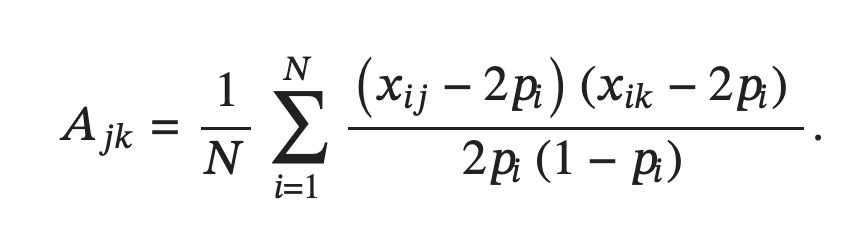 A_{jk} = \frac{1}{N} \sum_{i=1}^{N} \frac{(x_{ij} - 2p_i)(x_{ik} - 2p_i)}{2p_i(1 - p_i)}.